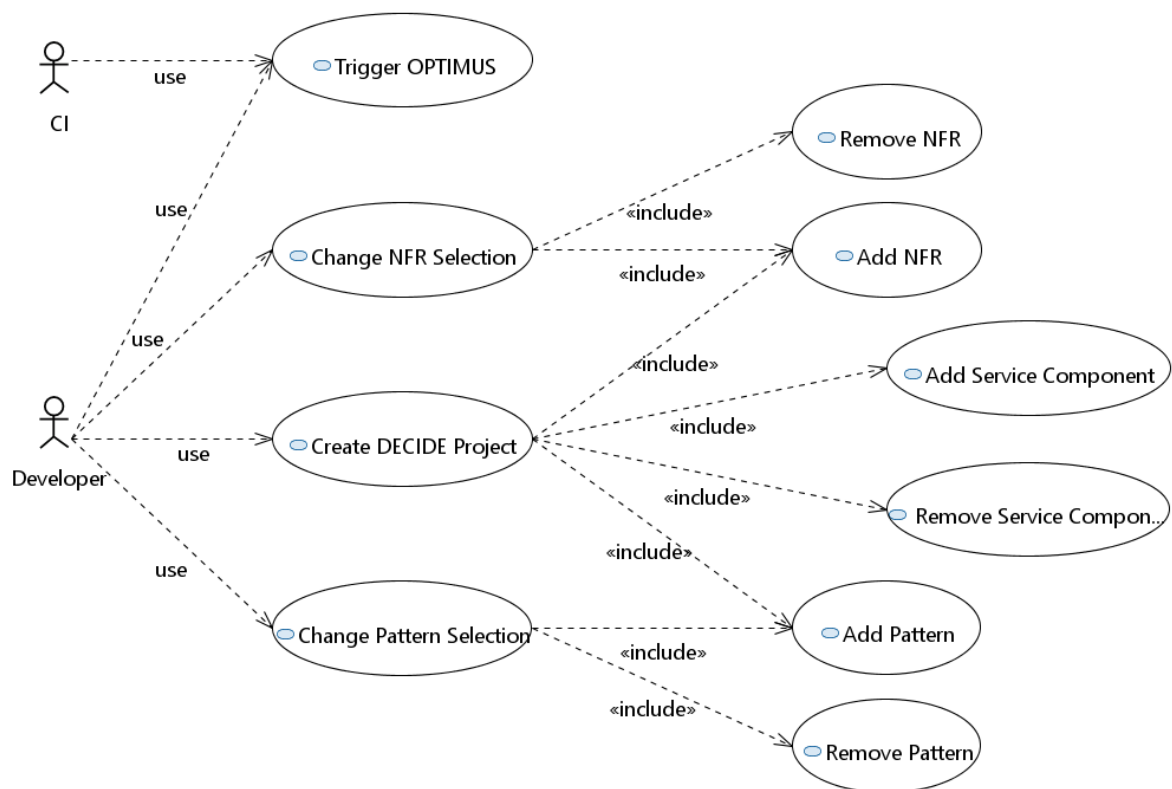 Trigger OPTIMUS
use
CI
Remove NFR
use
«include»
Change NFR Selection
Add NFR
«include»
use
«include»
Add Service Component
Create DECIDE Project
«include»
use
Developer
«include»
Remove Service Compon...
«include»
use
Change Pattern Selection
Add Pattern
«include»
«include»
Remove Pattern